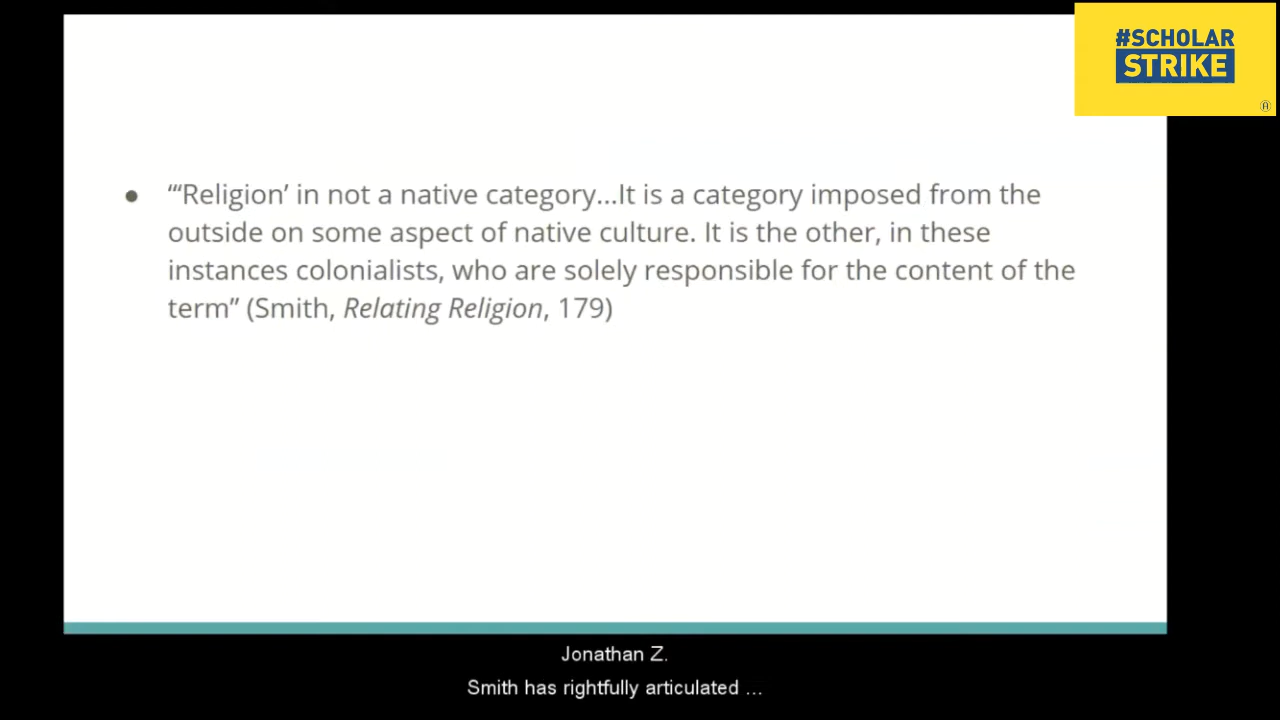 #SCHOLAR
STRIKE
Ⓐ
● “‘Religion’ in not a native category...It is a category imposed from the
outside on some aspect of native culture. It is the other, in these
instances colonialists, who are solely responsible for the content of the
term” (Smith, Relating Religion, 179)
Jonathan Z.
Smith has rightfully articulated ...